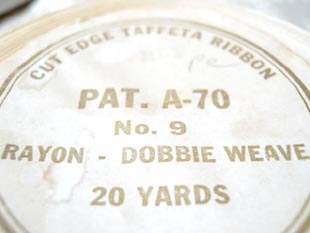 CUT EDGE TAFFETA RIBBON
PAT. A-70
No. 9
RAYON - DOBBIE WEAVE
20 YARDS